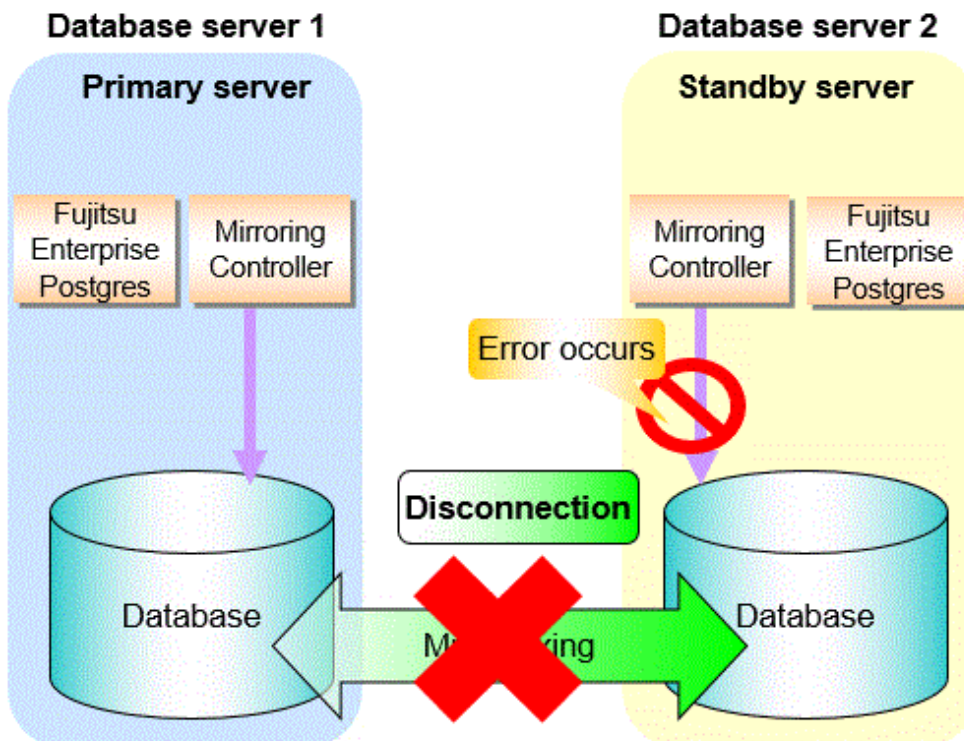 Database server 1
Database server 2
Primary server
Standby server
Fujitsu
Enterprise
Postgres
Mirroring
Controller
Mirroring
Controller
Fujitsu
Enterprise
Postgres
Error occurs
Disconnection
Database
Database